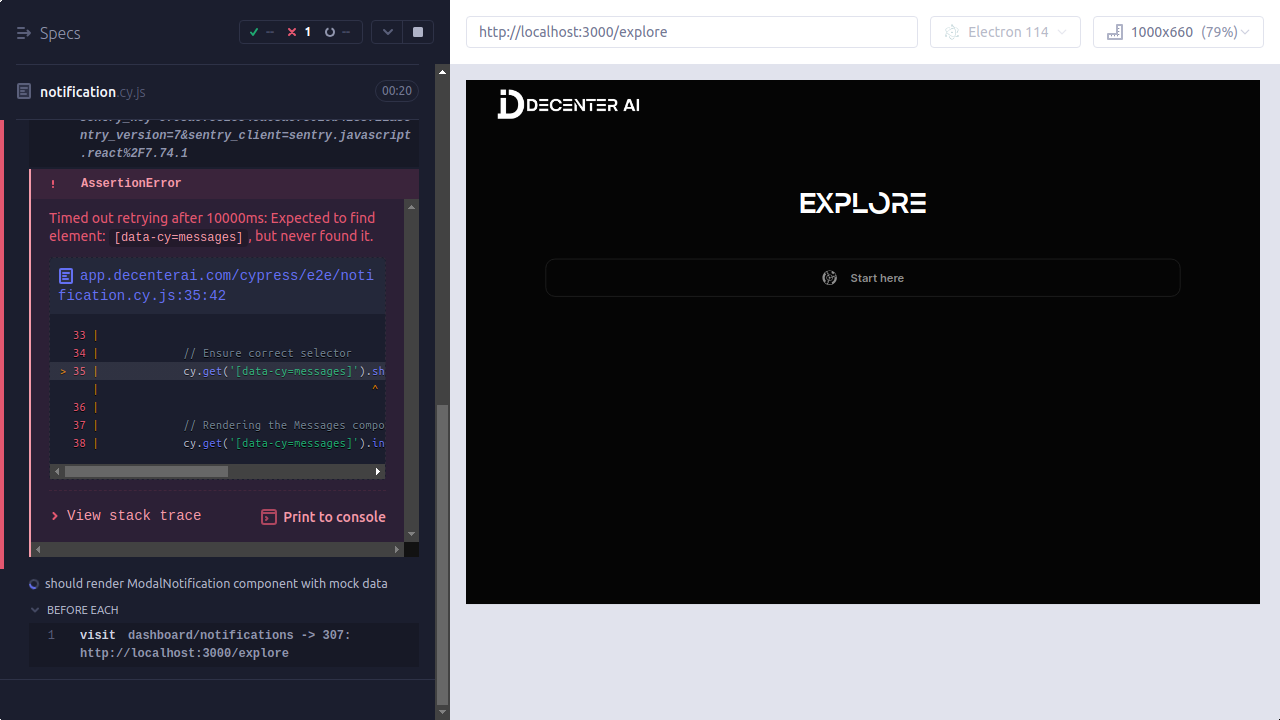 Specs
-- 1 --
notification.cy.js 00:20
ntry_version=7&sentry_client=sentry.javascript
.react%2F7.74.1
! AssertionError
Timed out retrying after 10000ms: Expected to find
element: [data-cy=messages], but never found it.
app.decenterai.com/cypress/e2e/noti
fication.cy.js:35:42
33 |
34 | // Ensure correct selector
> 35 | cy.get('[data-cy=messages]').sh
| ^
36 |
37 | // Rendering the Messages compo
38 | cy.get('[data-cy=messages]').in
> View stack trace Print to console
should render ModalNotification component with mock data
BEFORE EACH
1 visit dashboard/notifications -> 307:
http://localhost:3000/explore
http://localhost:3000/explore
Electron 114
1000x660 (79%)
DECENTER AI
EXPLORE
Start here